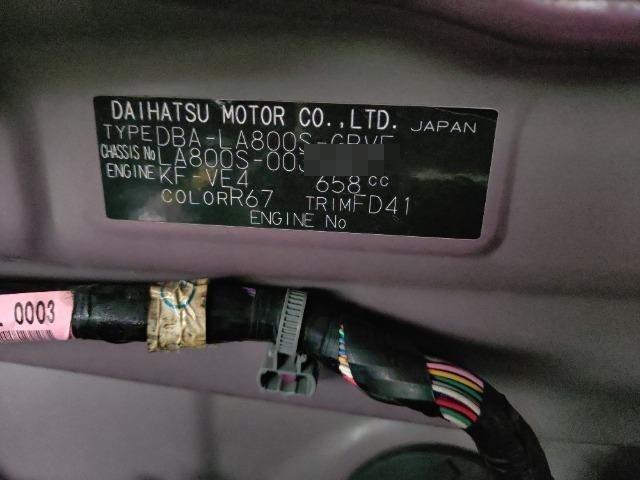 DAIHATSU MOTOR CO.,LTD. JAPAN
TYPE DBA-LA800S-GBVF
CHASSIS No LA800S-00
ENGINE KF-VE4 658 cc
COLOR R67 TRIM FD41
ENGINE No
0003